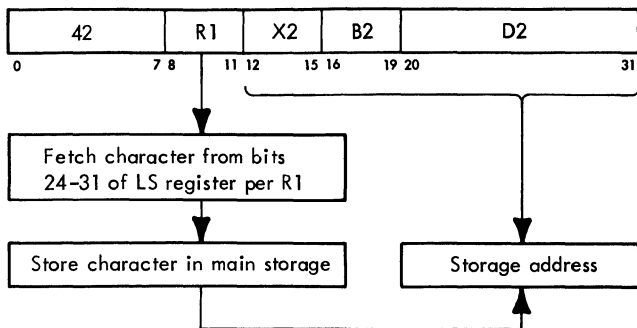 42 R1 X2 B2 D2
0 7 8 11 12 15 16 19 20 31
Fetch character from bits
24-31 of LS register per R1
Store character in main storage
Storage address